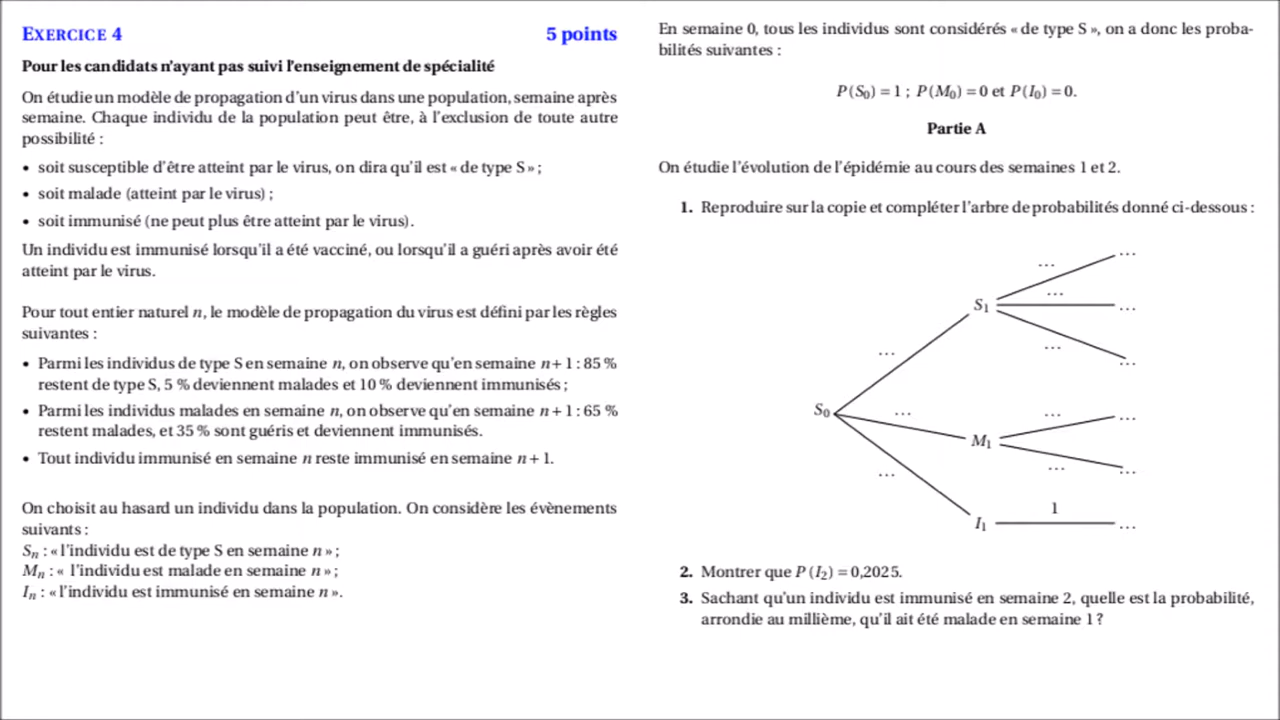 EXERCICE 4 5 points
Pour les candidats n'ayant pas suivi l'enseignement de spécialité
On étudie un modèle de propagation d'un virus dans une population, semaine après
semaine. Chaque individu de la population peut être, à l'exclusion de toute autre
possibilité :
• soit susceptible d'être atteint par le virus, on dira qu'il est « de type S » ;
• soit malade (atteint par le virus) ;
• soit immunisé (ne peut plus être atteint par le virus).
Un individu est immunisé lorsqu'il a été vacciné, ou lorsqu'il a guéri après avoir été
atteint par le virus.
Pour tout entier naturel n, le modèle de propagation du virus est défini par les règles
suivantes :
• Parmi les individus de type S en semaine n, on observe qu'en semaine n + 1 : 85 %
restent de type S, 5 % deviennent malades et 10 % deviennent immunisés ;
• Parmi les individus malades en semaine n, on observe qu'en semaine n + 1 : 65 %
restent malades, et 35 % sont guéris et deviennent immunisés.
• Tout individu immunisé en semaine n reste immunisé en semaine n + 1.
On choisit au hasard un individu dans la population. On considère les évènements
suivants :
Sₙ : « l'individu est de type S en semaine n » ;
Mₙ : « l'individu est malade en semaine n » ;
Iₙ : « l'individu est immunisé en semaine n ».
En semaine 0, tous les individus sont considérés « de type S », on a donc les proba-
bilités suivantes :
P(S₀) = 1 ; P(M₀) = 0 et P(I₀) = 0.
Partie A
On étudie l'évolution de l'épidémie au cours des semaines 1 et 2.
1. Reproduire sur la copie et compléter l'arbre de probabilités donné ci-dessous :
... ...
... ...
S₁
... ...
...
S₀ ... ... ...
M₁
... ...
...
1
I₁ ...
2. Montrer que P(I₂) = 0,2025.
3. Sachant qu'un individu est immunisé en semaine 2, quelle est la probabilité,
arrondie au millième, qu'il ait été malade en semaine 1 ?